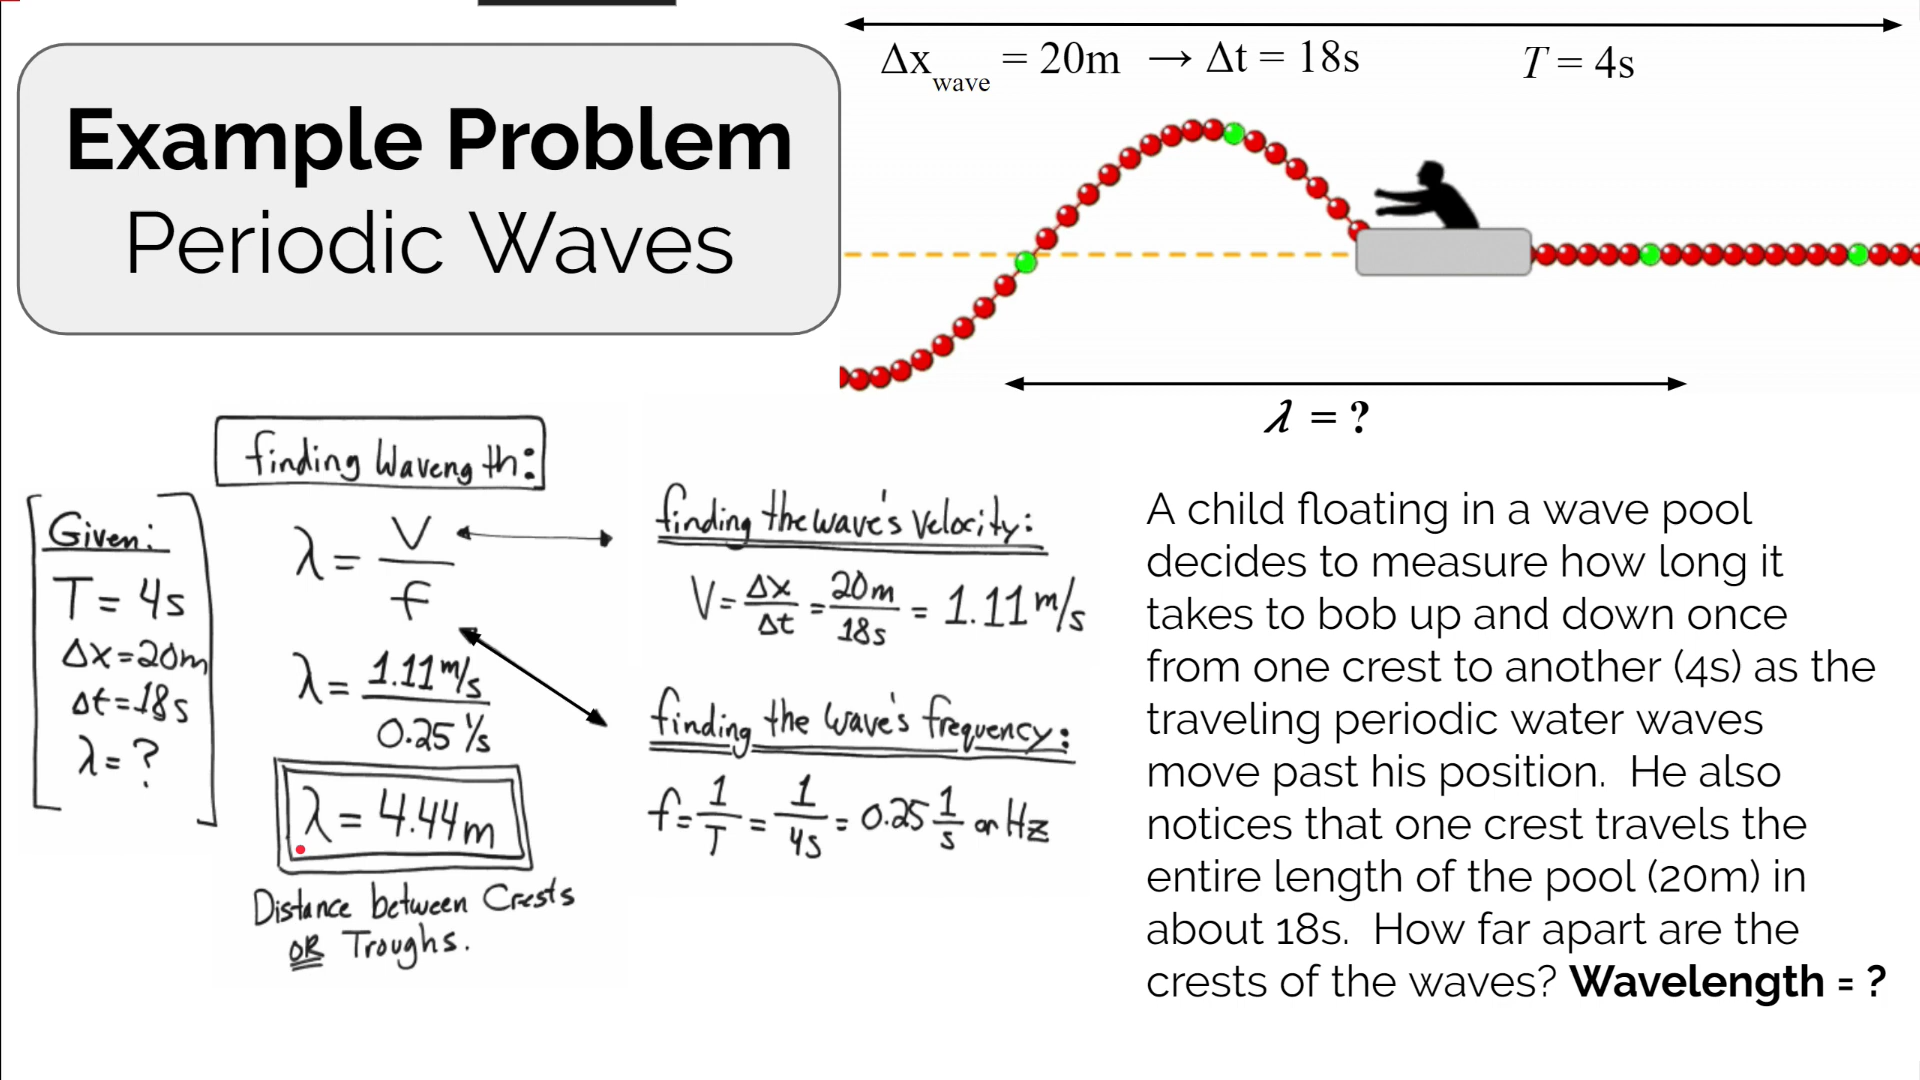 Example Problem
Periodic Waves
Δx wave = 20m → Δt = 18s
T = 4s
λ = ?
finding Waveng th:
Given:
T = 4s
Δx = 20m
Δt = 18s
λ = ?
λ = V / f
λ = 1.11 m/s / 0.25 1/s
λ = 4.44m
Distance between Crests
OR Troughs.
finding the wave's Velocity:
V = Δx / Δt = 20m / 18s = 1.11 m/s
finding the wave's frequency:
f = 1 / T = 1 / 4s = 0.25 1/s or Hz
A child floating in a wave pool
decides to measure how long it
takes to bob up and down once
from one crest to another (4s) as the
traveling periodic water waves
move past his position. He also
notices that one crest travels the
entire length of the pool (20m) in
about 18s. How far apart are the
crests of the waves? Wavelength = ?